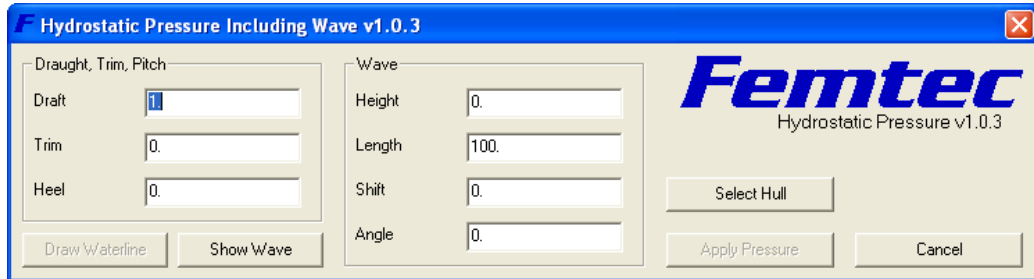 F Hydrostatic Pressure Including Wave v1.0.3
Draught, Trim, Pitch
Draft 1.
Trim 0.
Heel 0.
Draw Waterline
Show Wave
Wave
Height 0.
Length 100.
Shift 0.
Angle 0.
Femtec
Hydrostatic Pressure v1.0.3
Select Hull
Apply Pressure
Cancel